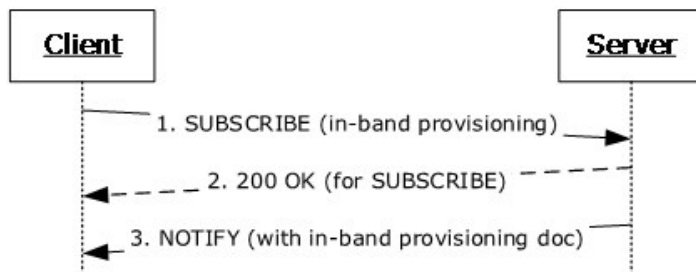 Client
Server
1. SUBSCRIBE (in-band provisioning)
2. 200 OK (for SUBSCRIBE)
3. NOTIFY (with in-band provisioning doc)